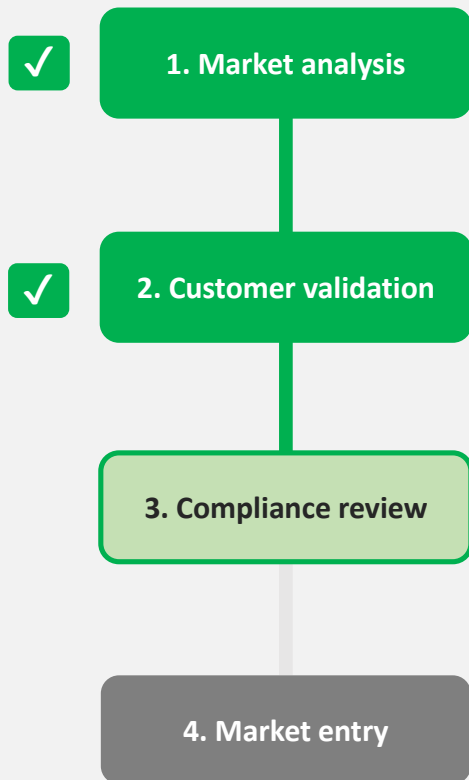 1. Market analysis
2. Customer validation
3. Compliance review
4. Market entry